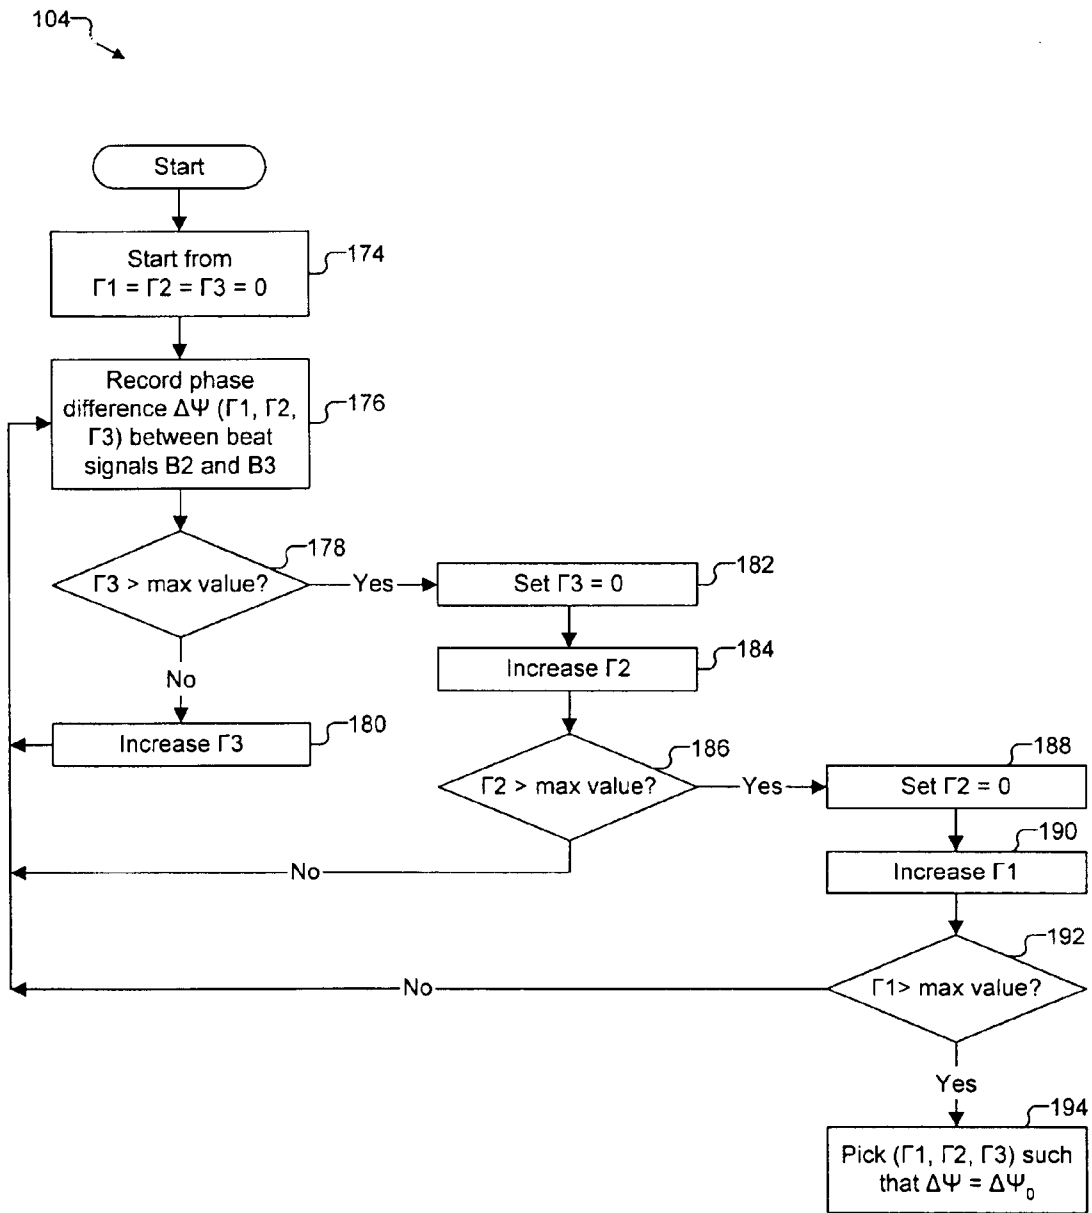 104
Start
Start from
Γ1 = Γ2 = Γ3 = 0
174
Record phase
difference ΔΨ (Γ1, Γ2,
Γ3) between beat
signals B2 and B3
176
Γ3 > max value?
178
Yes
No
Increase Γ3
180
Set Γ3 = 0
182
Increase Γ2
184
Γ2 > max value?
186
Yes
No
Set Γ2 = 0
188
Increase Γ1
190
Γ1> max value?
192
No
Yes
Pick (Γ1, Γ2, Γ3) such
that ΔΨ = ΔΨ₀
194